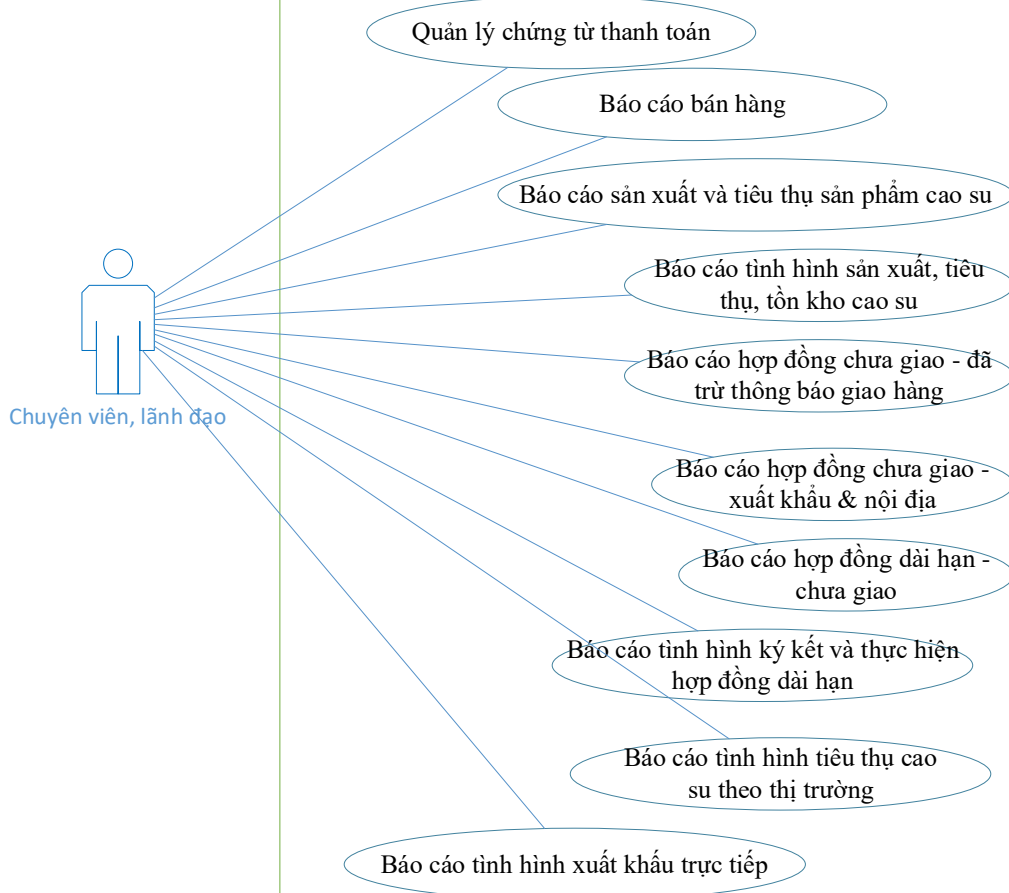 Quản lý chứng từ thanh toán
Báo cáo bán hàng
Báo cáo sản xuất và tiêu thụ sản phẩm cao su
Báo cáo tình hình sản xuất, tiêu
thụ, tồn kho cao su
Báo cáo hợp đồng chưa giao - đã
trừ thông báo giao hàng
Chuyên viên, lãnh đạo
Báo cáo hợp đồng chưa giao -
xuất khẩu & nội địa
Báo cáo hợp đồng dài hạn -
chưa giao
Báo cáo tình hình ký kết và thực hiện
hợp đồng dài hạn
Báo cáo tình hình tiêu thụ cao
su theo thị trường
Báo cáo tình hình xuất khẩu trực tiếp